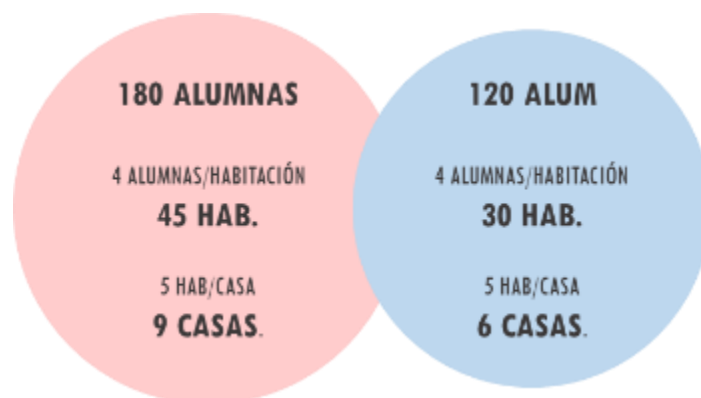 180 ALUMNAS
4 ALUMNAS/HABITACIÓN
45 HAB.
5 HAB/CASA
9 CASAS.
120 ALUM
4 ALUMNAS/HABITACIÓN
30 HAB.
5 HAB/CASA
6 CASAS.